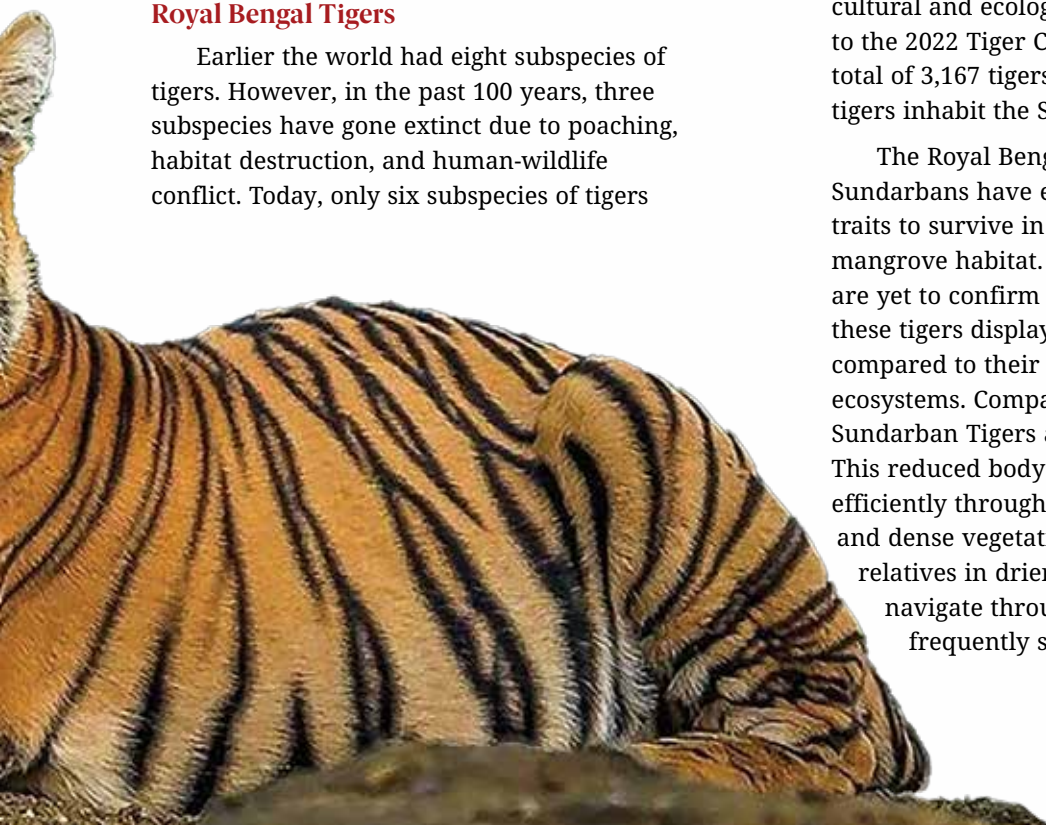 Royal Bengal Tigers
Earlier the world had eight subspecies of
tigers. However, in the past 100 years, three
subspecies have gone extinct due to poaching,
habitat destruction, and human-wildlife
conflict. Today, only six subspecies of tigers
cultural and
to the 2022 Tiger
total of 3,167
tigers inhabit the
The Royal
Sundarbans have
traits to survive in
mangrove habitat.
are yet to confirm
these tigers
compared to their
ecosystems.
Sundarban Tigers
This reduced body
efficiently through
and dense
relatives in
navigate
frequently